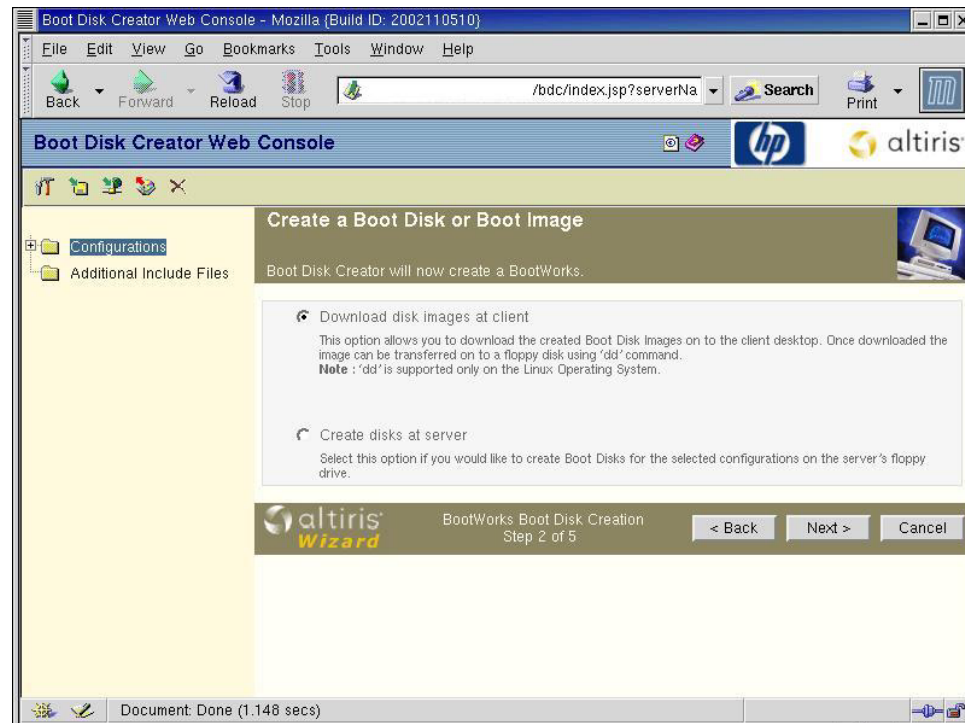 Boot Disk Creator Web Console - Mozilla {Build ID: 2002110510}
File Edit View Go Bookmarks Tools Window Help
Back Forward Reload Stop /bdc/index.jsp?serverNa Search Print
Boot Disk Creator Web Console
hp altiris
Configurations
Additional Include Files
Create a Boot Disk or Boot Image
Boot Disk Creator will now create a BootWorks.
Download disk images at client
This option allows you to download the created Boot Disk Images on to the client desktop. Once downloaded the
image can be transferred on to a floppy disk using 'dd' command.
Note : 'dd' is supported only on the Linux Operating System.
Create disks at server
Select this option if you would like to create Boot Disks for the selected configurations on the server's floppy
drive.
altiris
Wizard
BootWorks Boot Disk Creation
Step 2 of 5
< Back Next > Cancel
Document: Done (1.148 secs)